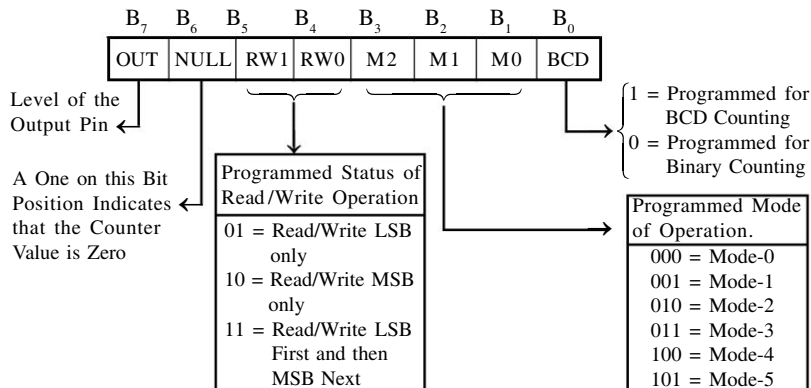 B7 B6 B5 B4 B3 B2 B1 B0
OUT NULL RW1 RW0 M2 M1 M0 BCD
Level of the
Output Pin
1 = Programmed for
BCD Counting
0 = Programmed for
Binary Counting
A One on this Bit
Position Indicates
that the Counter
Value is Zero
Programmed Status of
Read/Write Operation
01 = Read/Write LSB
only
10 = Read/Write MSB
only
11 = Read/Write LSB
First and then
MSB Next
Programmed Mode
of Operation.
000 = Mode-0
001 = Mode-1
010 = Mode-2
011 = Mode-3
100 = Mode-4
101 = Mode-5